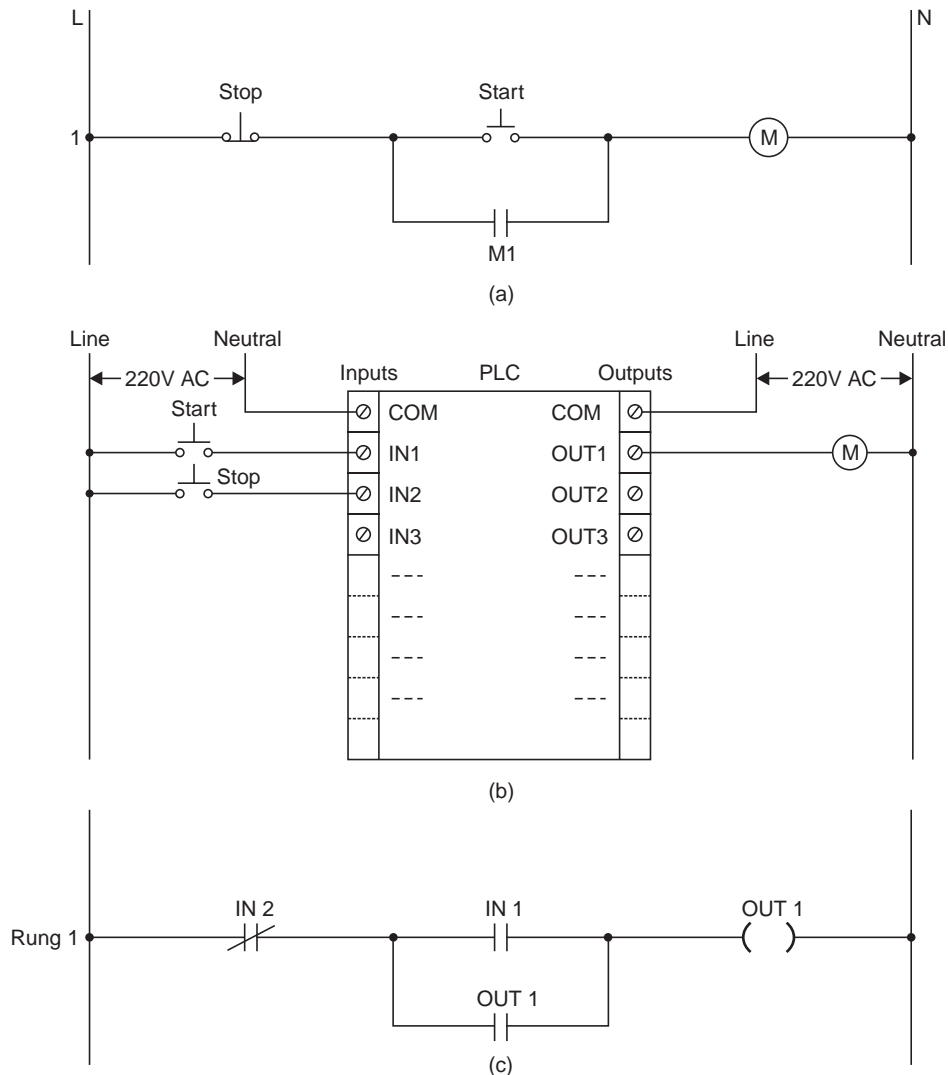 L N
Stop Start
1 M
M1
(a)
Line Neutral Line Neutral
220V AC Inputs PLC Outputs 220V AC
Start COM COM
IN1 OUT1 M
Stop
IN2 OUT2
IN3 OUT3
(b)
IN 2 IN 1 OUT 1
Rung 1
OUT 1
(c)